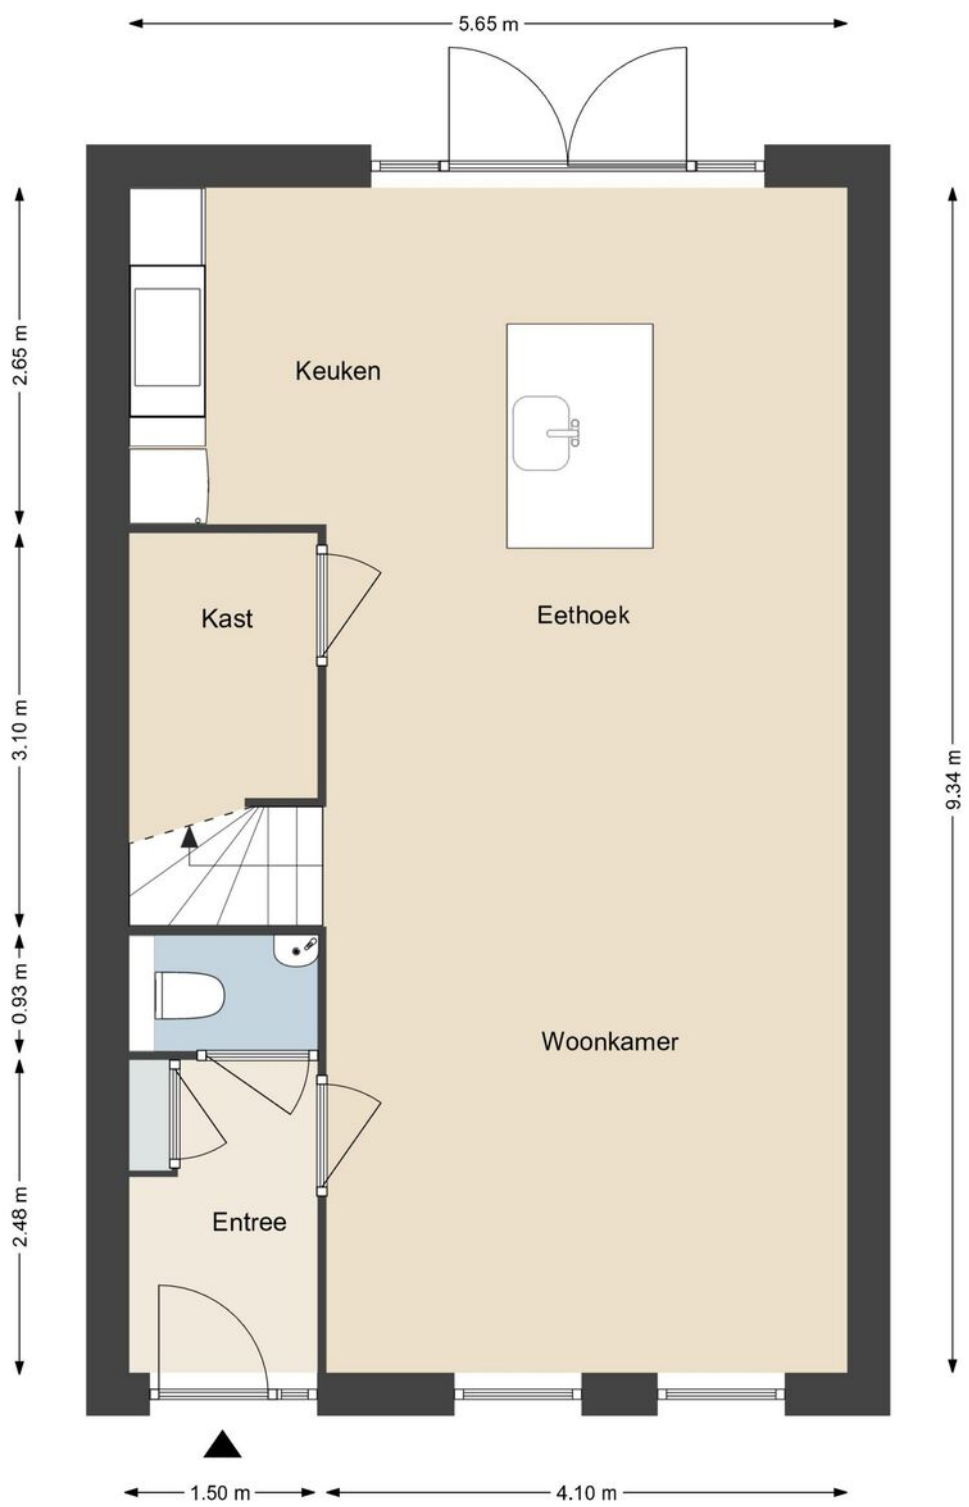 5.65 m
2.65 m
Keuken
Kast
Eethoek
3.10 m
9.34 m
0.93 m
Woonkamer
2.48 m
Entree
1.50 m
4.10 m